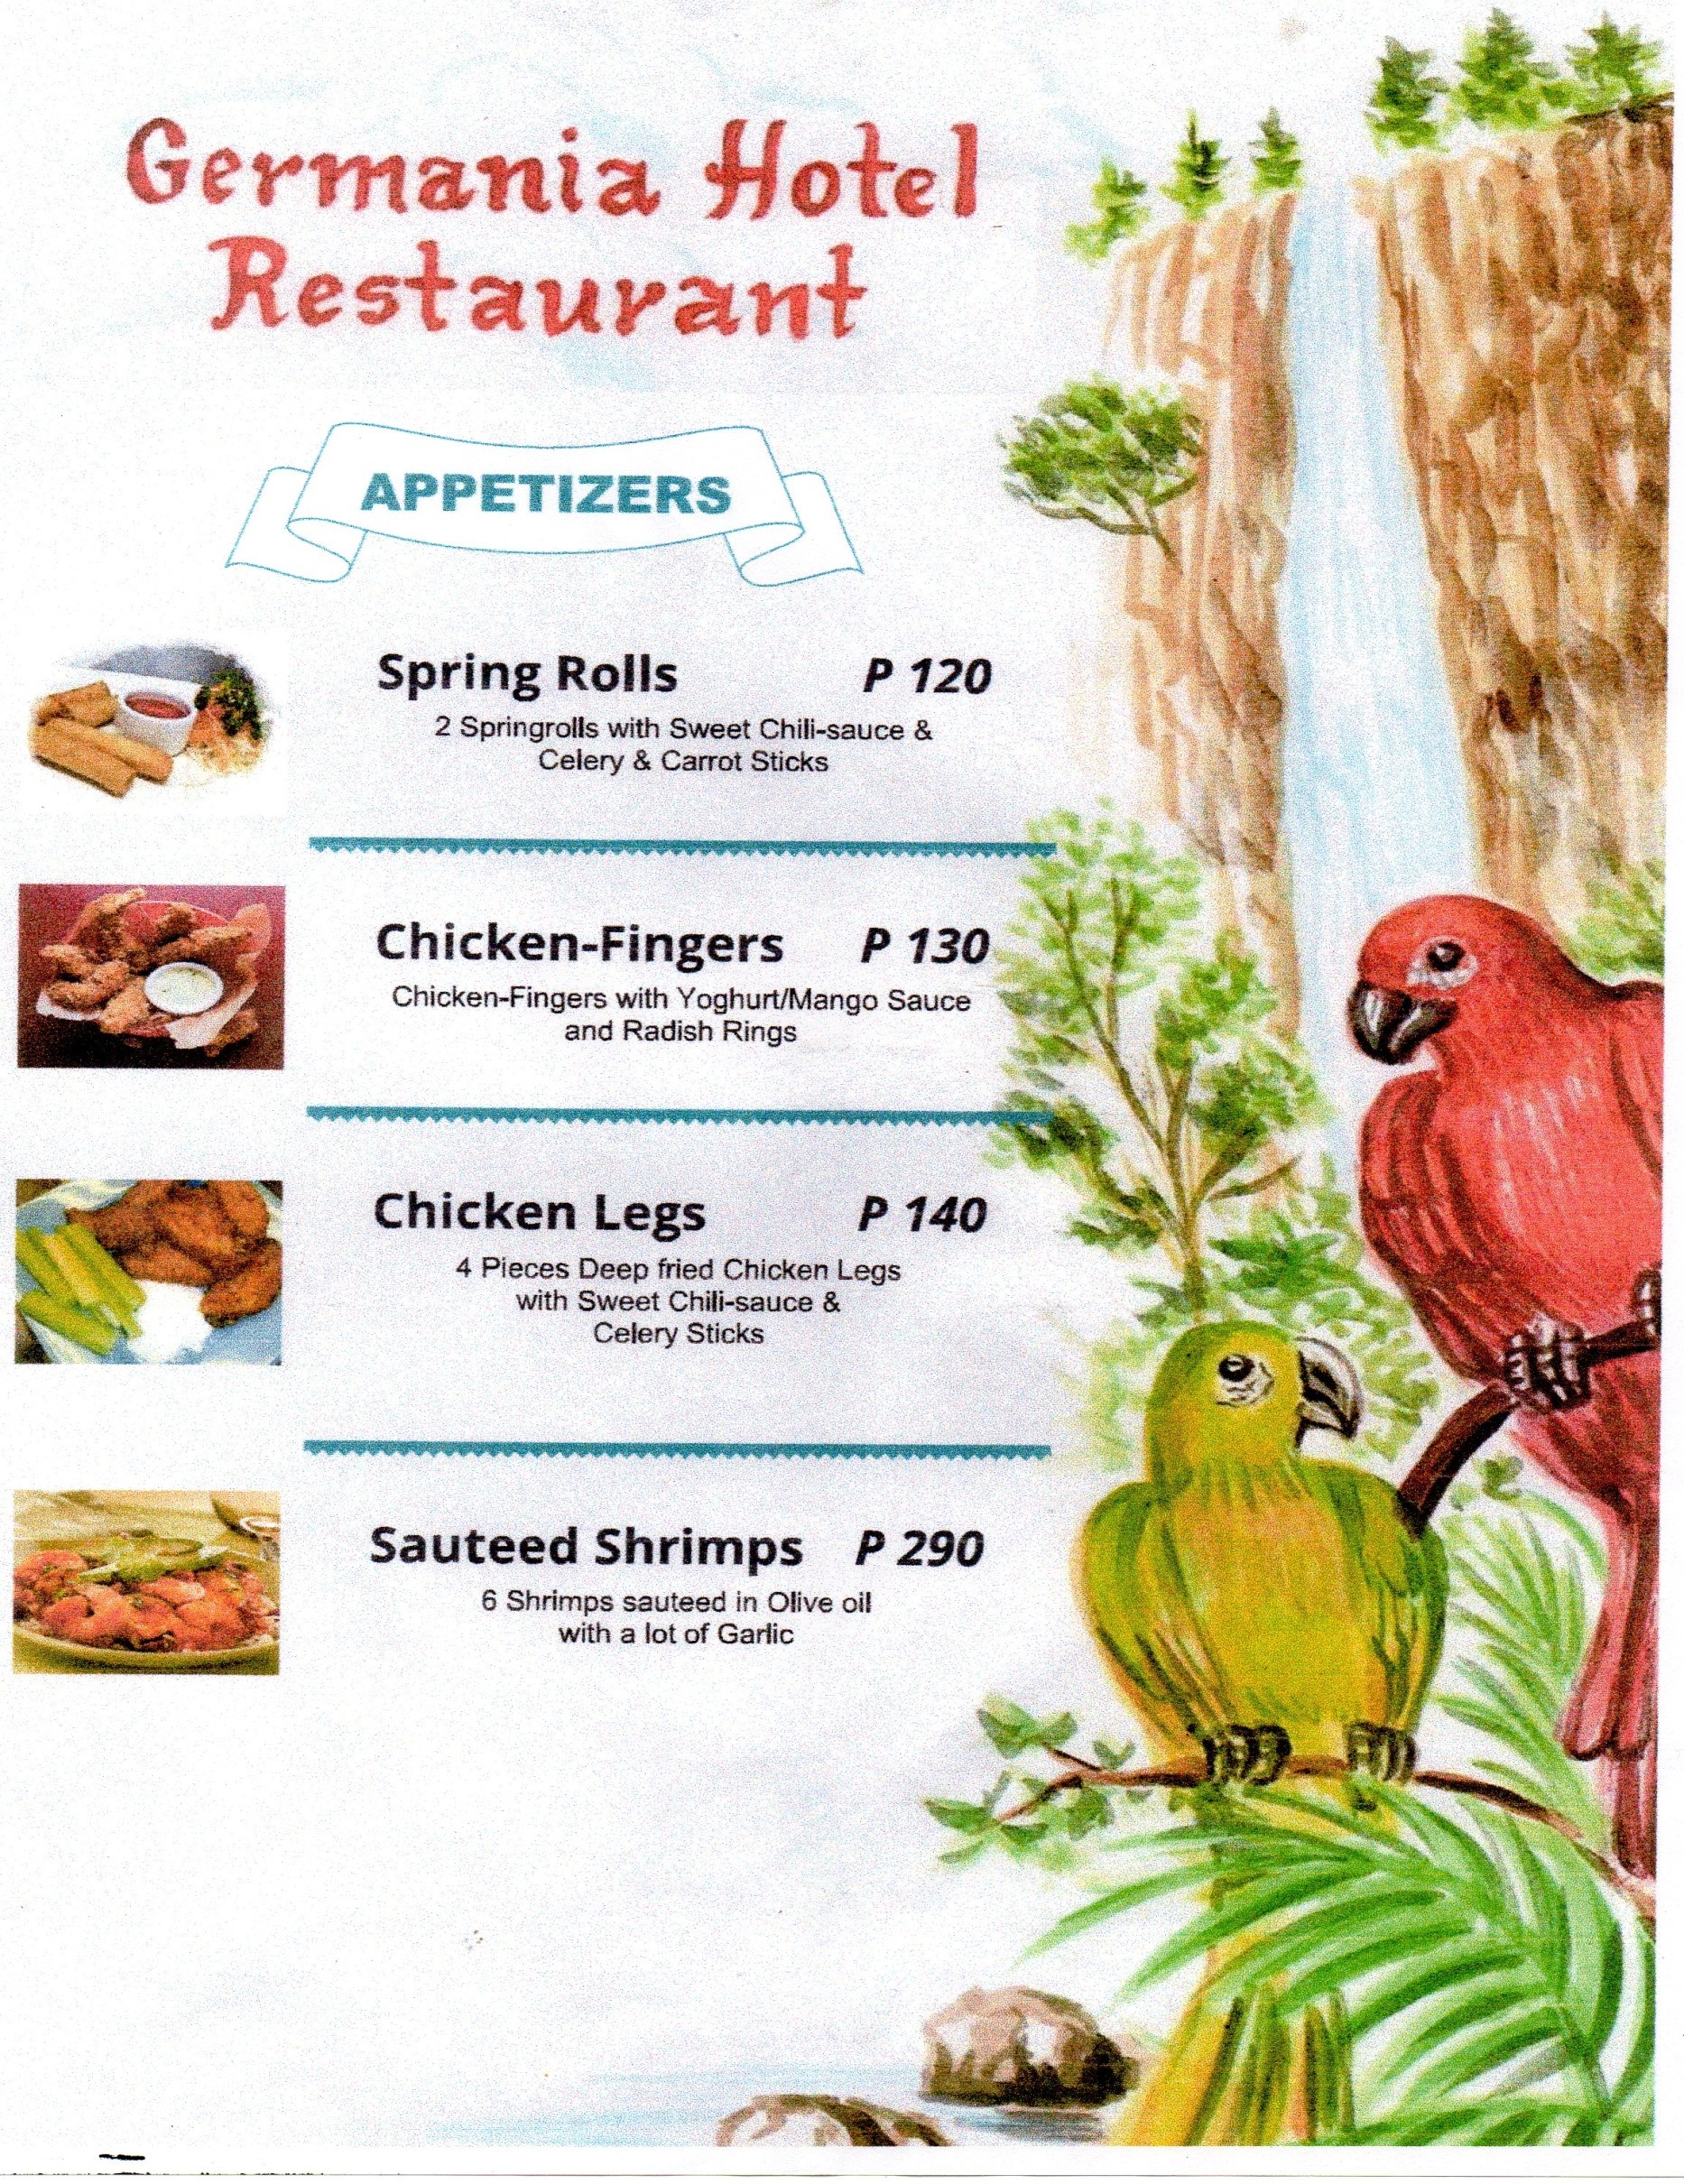 Germania Hotel
Restaurant
APPETIZERS
Spring Rolls P 120
2 Springrolls with Sweet Chili-sauce &
Celery & Carrot Sticks
Chicken-Fingers P 130
Chicken-Fingers with Yoghurt/Mango Sauce
and Radish Rings
Chicken Legs P 140
4 Pieces Deep fried Chicken Legs
with Sweet Chili-sauce &
Celery Sticks
Sauteed Shrimps P 290
6 Shrimps sauteed in Olive oil
with a lot of Garlic